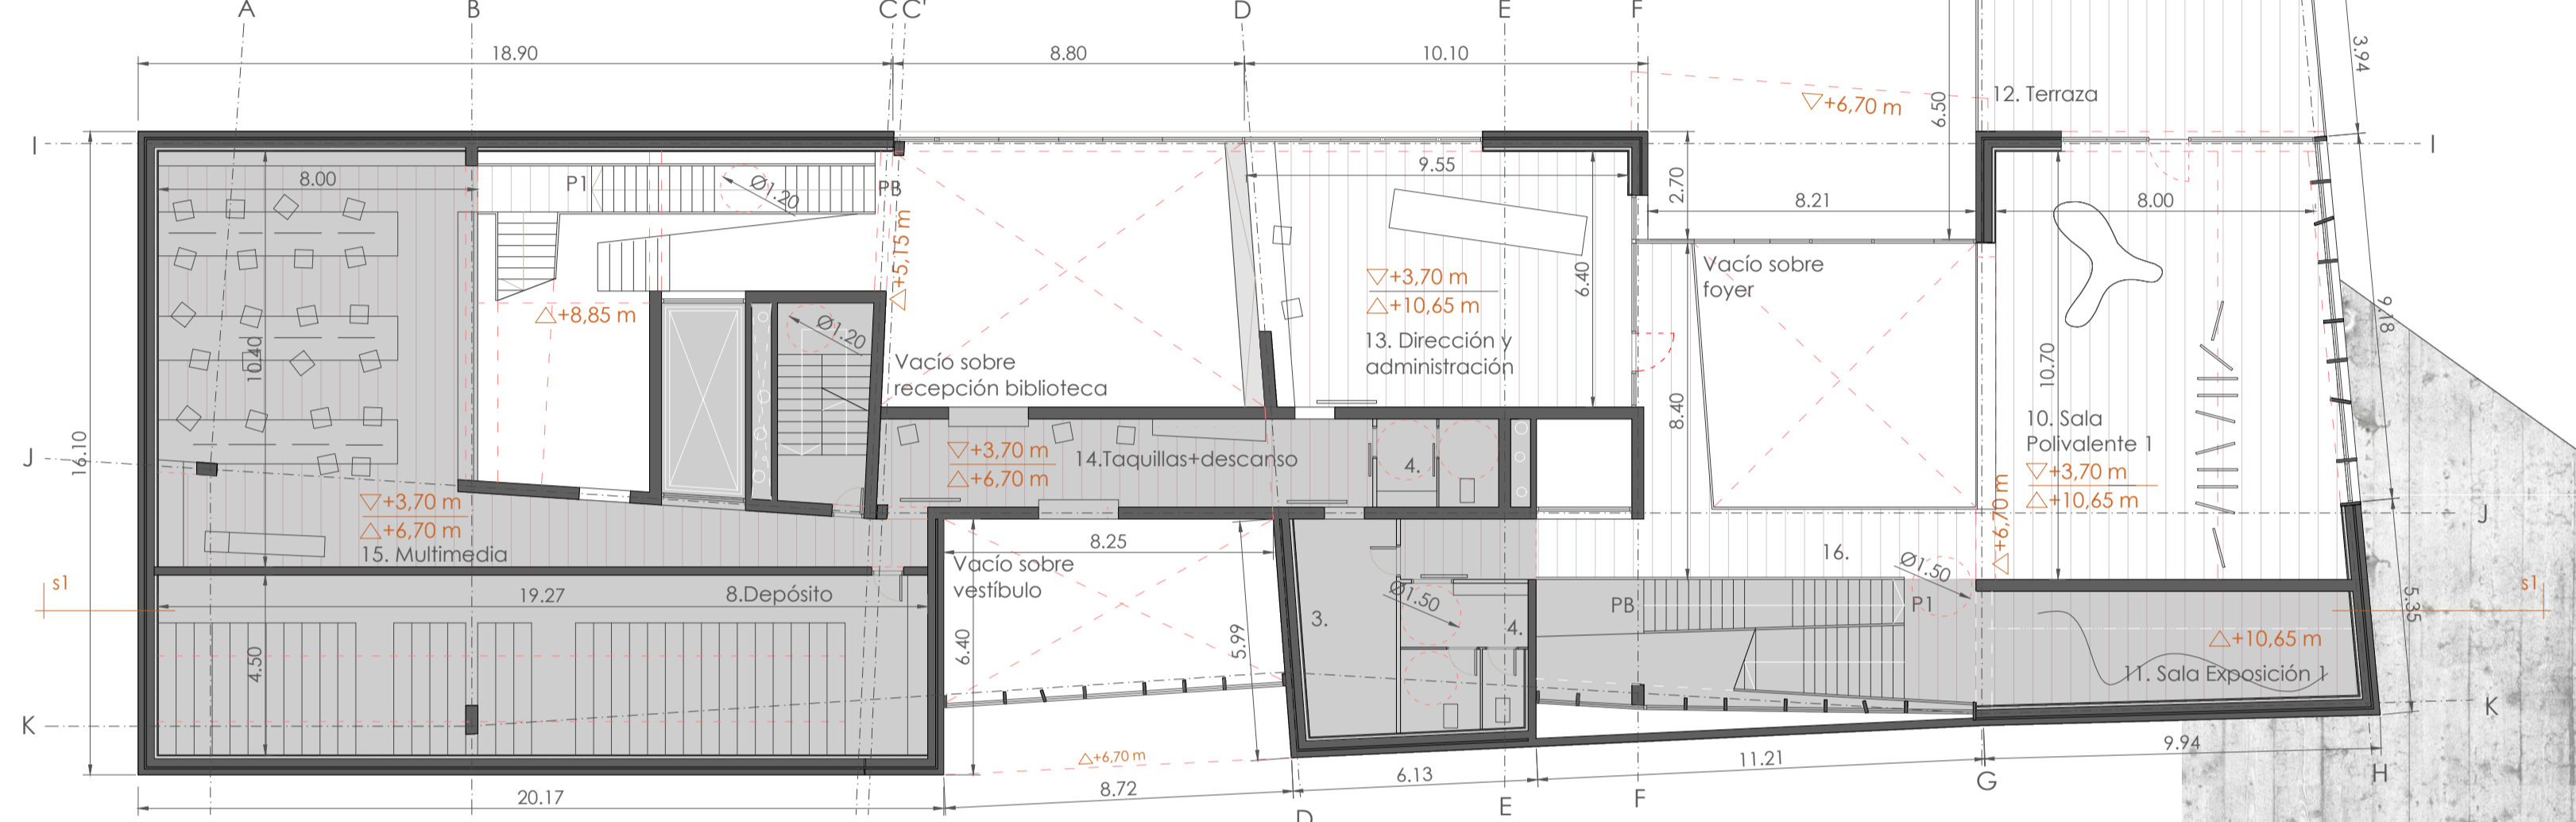 A
B
C
C'
D
E
F
18.90
8.80
10.10
3.94
+6,70 m
6.50
12. Terraza
I
I
8.00
P1
Ø1.20
PB
9.55
2.70
8.21
8.00
+5,15 m
+3,70 m
+10,65 m
6.40
Vacío sobre
foyer
+8,85 m
Ø1.20
9.18
10.40
Vacío sobre
recepción biblioteca
13. Dirección y
administración
10.70
8.40
10. Sala
Polivalente 1
+3,70 m
+10,65 m
16.10
J
+3,70 m
+6,70 m
14.Taquillas+descanso
4.
+6,70 m
J
+3,70 m
+6,70 m
15. Multimedia
8.25
Vacío sobre
vestíbulo
16.
Ø1.50
s1
19.27
8.Depósito
Ø1.50
PB
P1
s1
5.35
3.
4.
4.50
6.40
5.99
+10,65 m
11. Sala Exposición 1
K
K
+6,70 m
20.17
8.72
6.13
11.21
9.94
D
E
F
G
H